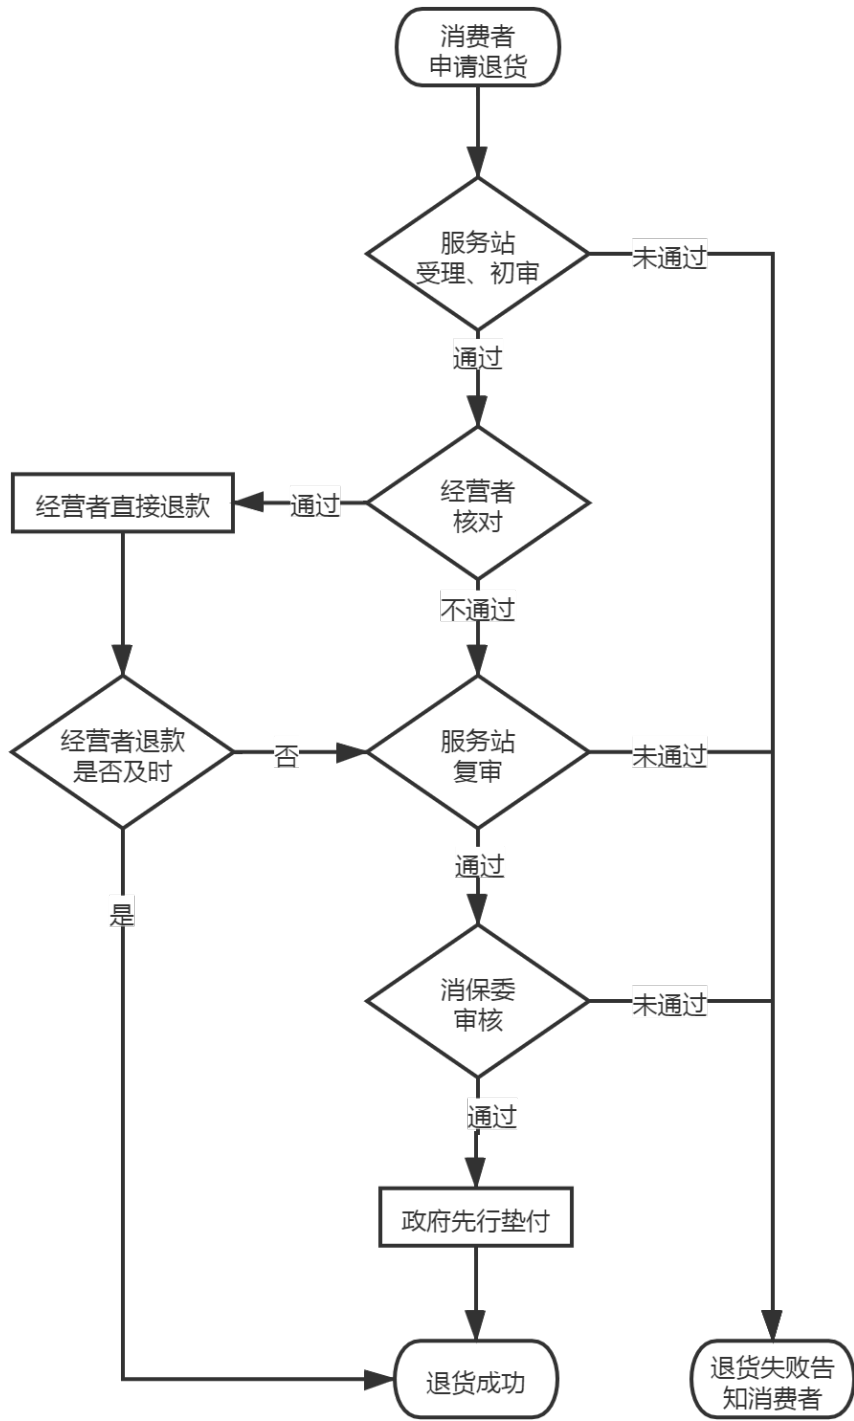 消费者
申请退货
服务站
受理、初审
未通过
通过
经营者直接退款
通过
经营者
核对
不通过
经营者退款
是否及时
否
服务站
复审
未通过
通过
是
消保委
审核
未通过
通过
政府先行垫付
退货成功
退货失败告
知消费者